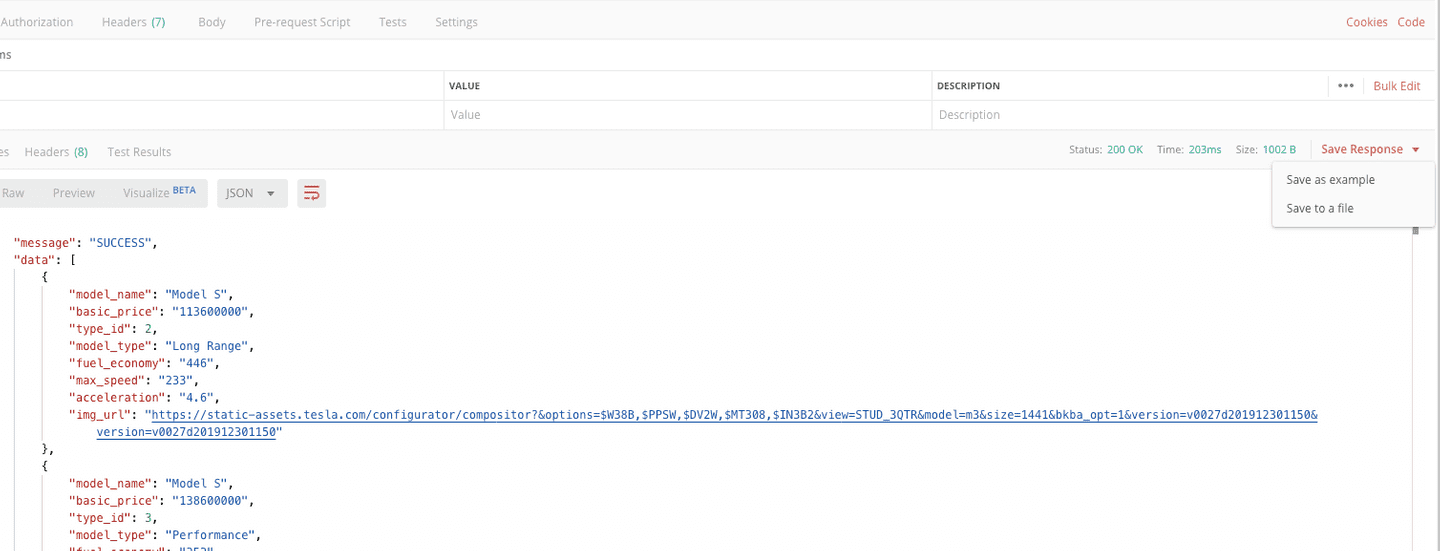 Authorization Headers (7) Body Pre-request Script Tests Settings Cookies Code
ms
VALUE DESCRIPTION ••• Bulk Edit
Value Description
es Headers (8) Test Results Status: 200 OK Time: 203ms Size: 1002 B Save Response
Raw Preview Visualize BETA JSON
Save as example
Save to a file
"message": "SUCCESS",
"data": [
{
"model_name": "Model S",
"basic_price": "113600000",
"type_id": 2,
"model_type": "Long Range",
"fuel_economy": "446",
"max_speed": "233",
"acceleration": "4.6",
"img_url": "https://static-assets.tesla.com/configurator/compositor?&options=$W38B,$PPSW,$DV2W,$MT308,$IN3B2&view=STUD_3QTR&model=m3&size=1441&bkba_opt=1&version=v0027d201912301150&
version=v0027d201912301150"
},
{
"model_name": "Model S",
"basic_price": "138600000",
"type_id": 3,
"model_type": "Performance",